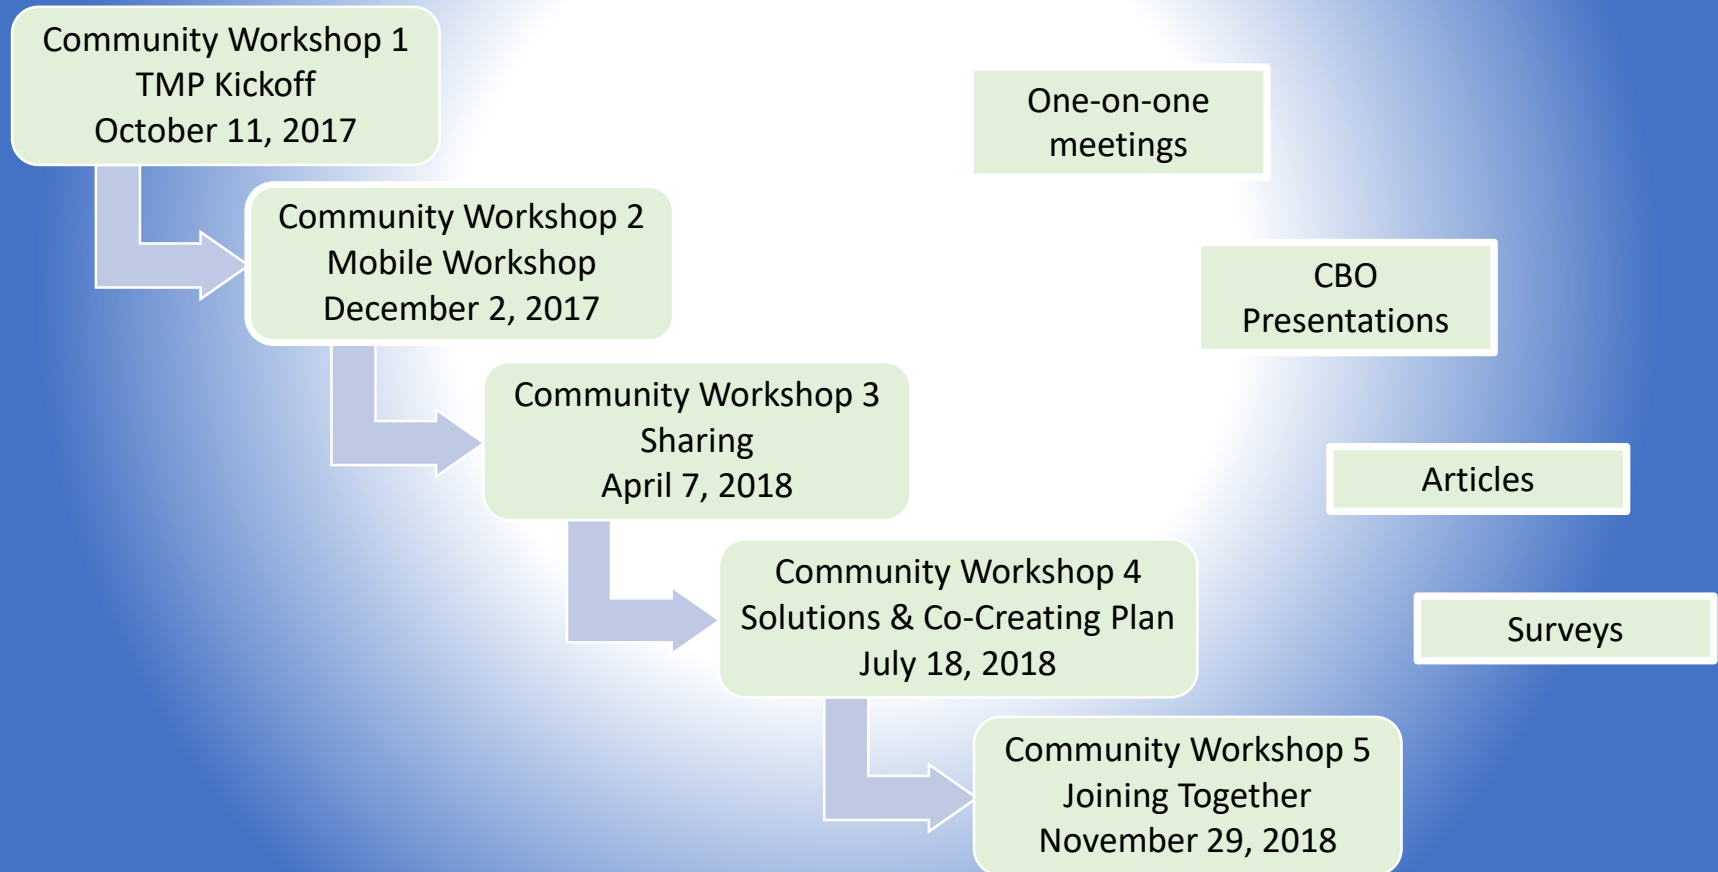 Community Workshop 1
TMP Kickoff
October 11, 2017
One-on-one
meetings
Community Workshop 2
Mobile Workshop
December 2, 2017
CBO
Presentations
Community Workshop 3
Sharing
April 7, 2018
Articles
Community Workshop 4
Solutions & Co-Creating Plan
July 18, 2018
Surveys
Community Workshop 5
Joining Together
November 29, 2018